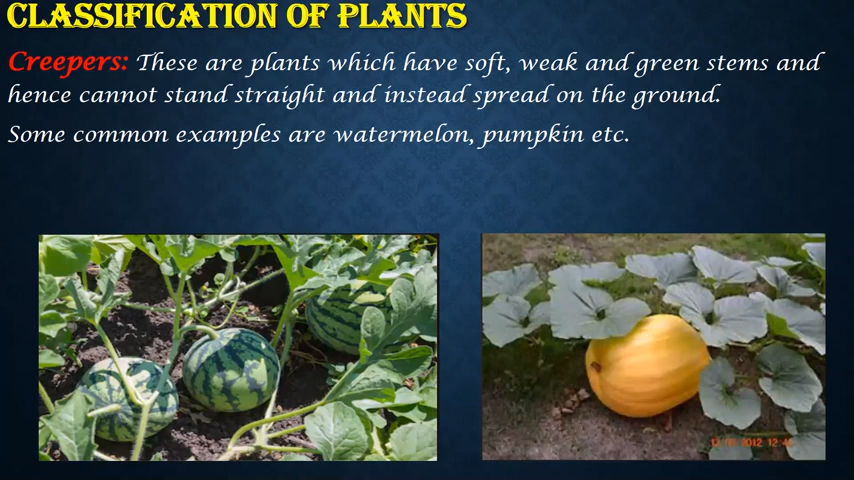 CLASSIFICATION OF PLANTS
Creepers: These are plants which have soft, weak and green stems and
hence cannot stand straight and instead spread on the ground.
Some common examples are watermelon, pumpkin etc.